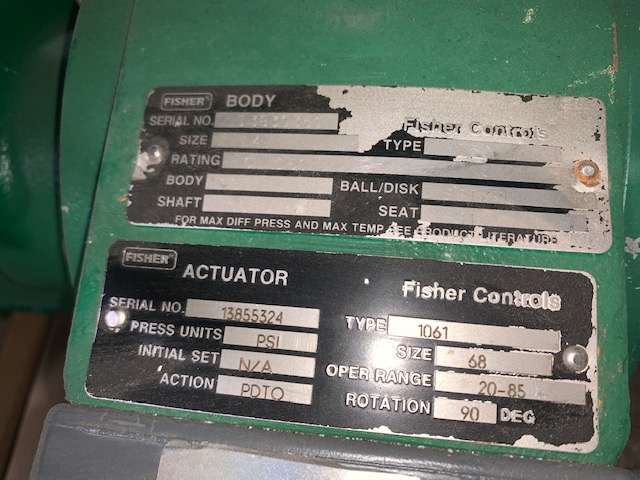 FISHER BODY
SERIAL NO. Fisher Controls
SIZE TYPE
RATING
BODY BALL/DISK
SHAFT SEAT
FOR MAX DIFF PRESS AND MAX TEMP SEE PRODUCT LITERATURE
FISHER ACTUATOR Fisher Controls
SERIAL NO. 13855324 TYPE 1061
PRESS UNITS PSI SIZE 68
INITIAL SET N/A OPER RANGE 20-85
ACTION PDTO ROTATION 90 DEG